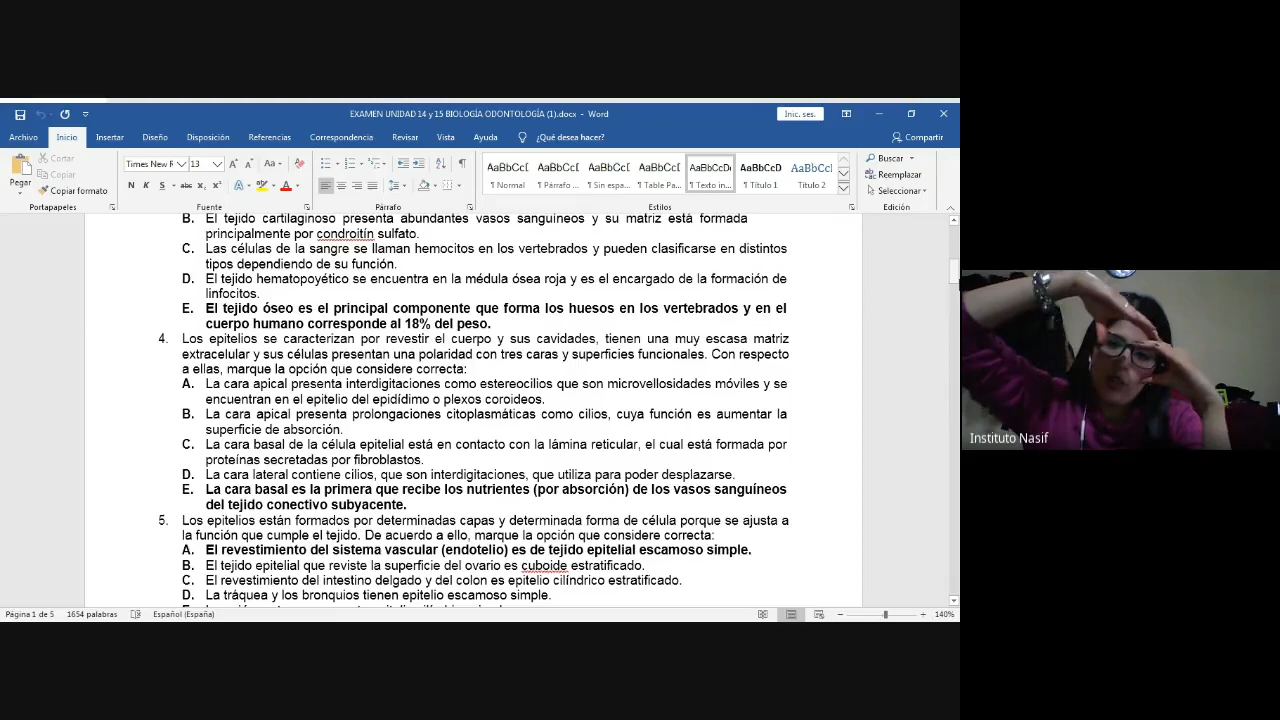 EXAMEN UNIDAD 14 y 15 BIOLOGÍA ODONTOLOGÍA (1).docx - Word
Inic. ses.
Archivo Inicio Insertar Diseño Disposición Referencias Correspondencia Revisar Vista Ayuda ¿Qué desea hacer? Compartir
Pegar
Cortar
Copiar
Copiar formato
Portapapeles
Times New R 13
N K S abc x₂ x²
Fuente
Párrafo
AaBbCcI AaBbCcI AaBbCcI AaBbCcI AaBbCcDı AaBbCcD AaBbCcI
¶ Normal ¶ Párrafo ... ¶ Sin espa... ¶ Table Pa... ¶ Texto in... ¶ Título 1 Título 2
Estilos
Buscar
Reemplazar
Seleccionar
Edición
B. El tejido cartilaginoso presenta abundantes vasos sanguíneos y su matriz está formada
principalmente por condroitín sulfato.
C. Las células de la sangre se llaman hemocitos en los vertebrados y pueden clasificarse en distintos
tipos dependiendo de su función.
D. El tejido hematopoyético se encuentra en la médula ósea roja y es el encargado de la formación de
linfocitos.
E. El tejido óseo es el principal componente que forma los huesos en los vertebrados y en el
cuerpo humano corresponde al 18% del peso.
4. Los epitelios se caracterizan por revestir el cuerpo y sus cavidades, tienen una muy escasa matriz
extracelular y sus células presentan una polaridad con tres caras y superficies funcionales. Con respecto
a ellas, marque la opción que considere correcta:
A. La cara apical presenta interdigitaciones como estereocilios que son microvellosidades móviles y se
encuentran en el epitelio del epidídimo o plexos coroideos.
B. La cara apical presenta prolongaciones citoplasmáticas como cilios, cuya función es aumentar la
superficie de absorción.
C. La cara basal de la célula epitelial está en contacto con la lámina reticular, el cual está formada por
proteínas secretadas por fibroblastos.
D. La cara lateral contiene cilios, que son interdigitaciones, que utiliza para poder desplazarse.
E. La cara basal es la primera que recibe los nutrientes (por absorción) de los vasos sanguíneos
del tejido conectivo subyacente.
5. Los epitelios están formados por determinadas capas y determinada forma de célula porque se ajusta a
la función que cumple el tejido. De acuerdo a ello, marque la opción que considere correcta:
A. El revestimiento del sistema vascular (endotelio) es de tejido epitelial escamoso simple.
B. El tejido epitelial que reviste la superficie del ovario es cuboide estratificado.
C. El revestimiento del intestino delgado y del colon es epitelio cilíndrico estratificado.
D. La tráquea y los bronquios tienen epitelio escamoso simple.
Página 1 de 5 1654 palabras Español (España) 140%
Instituto Nasif